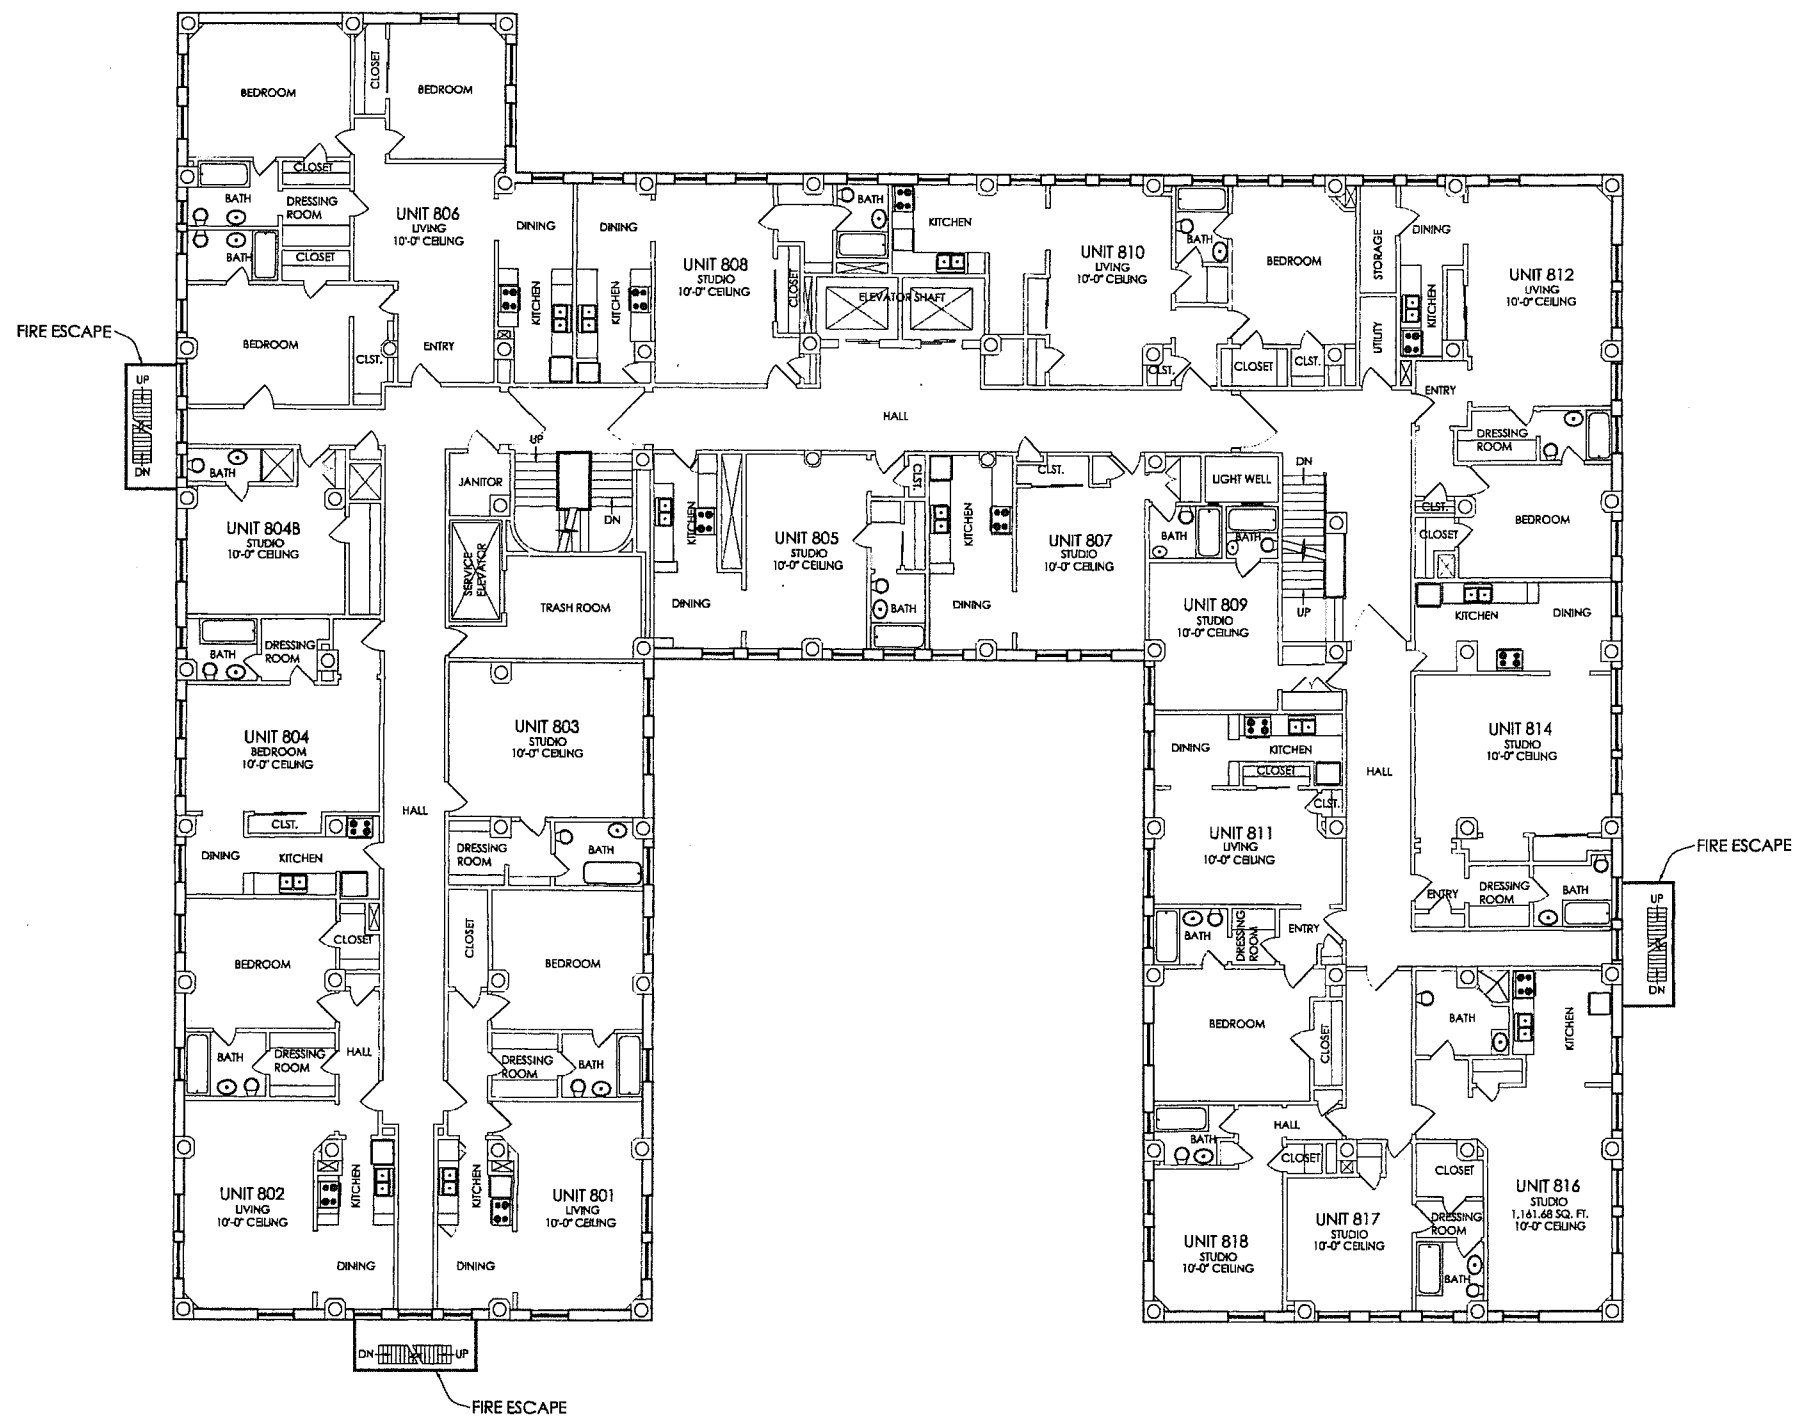 BEDROOM
CLOSET
BEDROOM
CLOSET
BATH
DRESSING
ROOM
UNIT 806
LIVING
10'-0" CEILING
DINING
BATH
CLOSET
BEDROOM
CLST.
ENTRY
KITCHEN
DINING
KITCHEN
UNIT 808
STUDIO
10'-0" CEILING
CLOSET
BATH
KITCHEN
ELEVATOR SHAFT
UNIT 810
LIVING
10'-0" CEILING
CLST.
BATH
BEDROOM
CLOSET
CLST.
STORAGE
UTILITY
DINING
KITCHEN
UNIT 812
LIVING
10'-0" CEILING
ENTRY
DRESSING
ROOM
CLST.
CLOSET
BEDROOM
FIRE ESCAPE
UP
DN
HALL
BATH
UNIT 804B
STUDIO
10'-0" CEILING
JANITOR
UP
DN
SERVICE
ELEVATOR
TRASH ROOM
KITCHEN
DINING
UNIT 805
STUDIO
10'-0" CEILING
CLST.
BATH
KITCHEN
DINING
CLST.
UNIT 807
STUDIO
10'-0" CEILING
LIGHT WELL
BATH
BATH
DN
UP
UNIT 809
STUDIO
10'-0" CEILING
KITCHEN
DINING
UNIT 814
STUDIO
10'-0" CEILING
ENTRY
DRESSING
ROOM
BATH
BATH
DRESSING
ROOM
UNIT 804
BEDROOM
10'-0" CEILING
CLST.
DINING
KITCHEN
HALL
UNIT 803
STUDIO
10'-0" CEILING
DRESSING
ROOM
BATH
DINING
KITCHEN
CLOSET
CLST.
UNIT 811
LIVING
10'-0" CEILING
HALL
FIRE ESCAPE
UP
DN
BEDROOM
CLOSET
CLOSET
BEDROOM
BATH
DRESSING
ROOM
ENTRY
BATH
DRESSING
ROOM
HALL
DRESSING
ROOM
BATH
BEDROOM
CLOSET
BATH
KITCHEN
BATH
HALL
CLOSET
UNIT 802
LIVING
10'-0" CEILING
KITCHEN
DINING
KITCHEN
UNIT 801
LIVING
10'-0" CEILING
DINING
UNIT 818
STUDIO
10'-0" CEILING
UNIT 817
STUDIO
10'-0" CEILING
CLOSET
DRESSING
ROOM
BATH
UNIT 816
STUDIO
1,161.68 SQ. FT.
10'-0" CEILING
DN
UP
FIRE ESCAPE